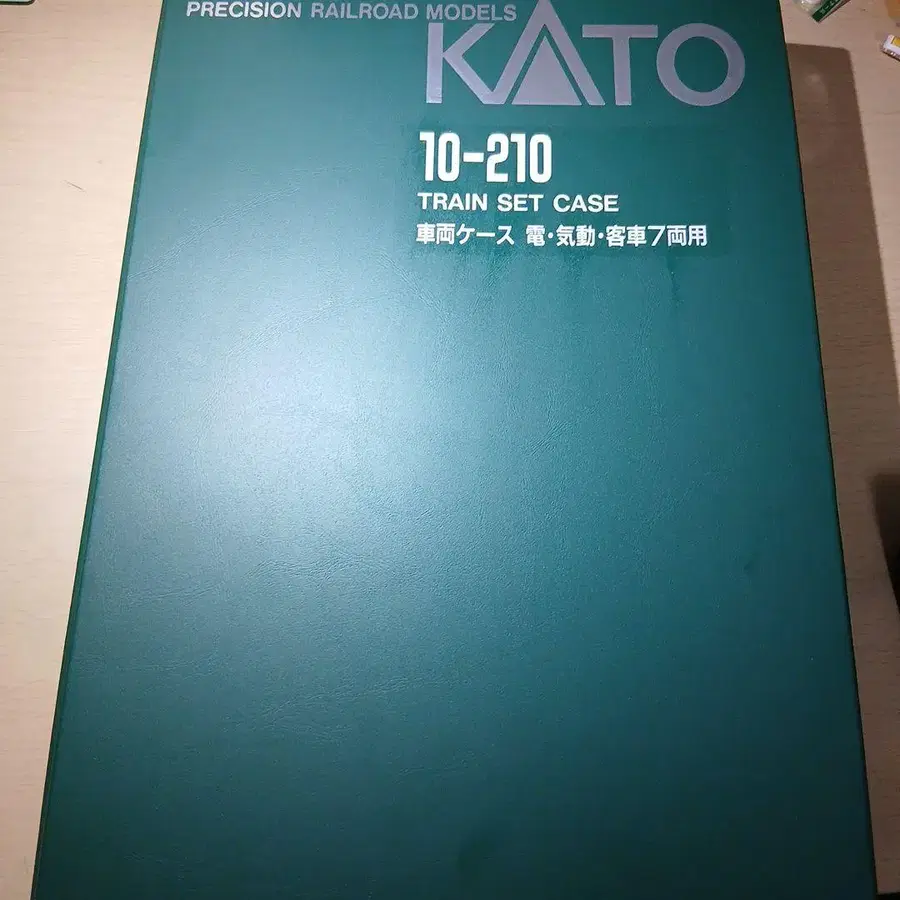 PRECISION RAILROAD MODELS
KATO
10-210
TRAIN SET CASE
車両ケース 電・気動・客車7両用